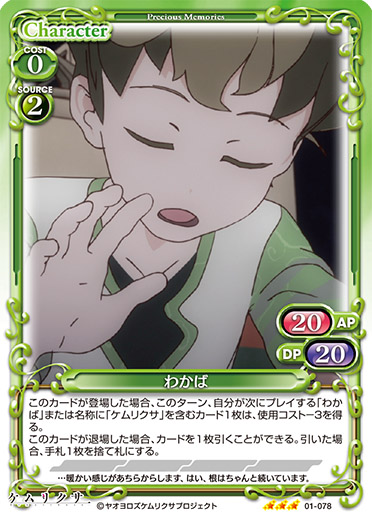 Precious Memories
Character
COST
0
SOURCE
2
20 AP
DP 20
わかば
このカードが登場した場合、このターン、自分が次にプレイする「わか
ば」または名称に「ケムリクサ」を含むカード1枚は、使用コスト-3を得
る。
このカードが退場した場合、カードを1枚引くことができる。引いた場
合、手札1枚を捨て札にする。
…暖かい感じがあちらからします、はい、根はちゃんと続いています。
ケムリクサ
©ヤオヨロズケムリクサプロジェクト
01-078